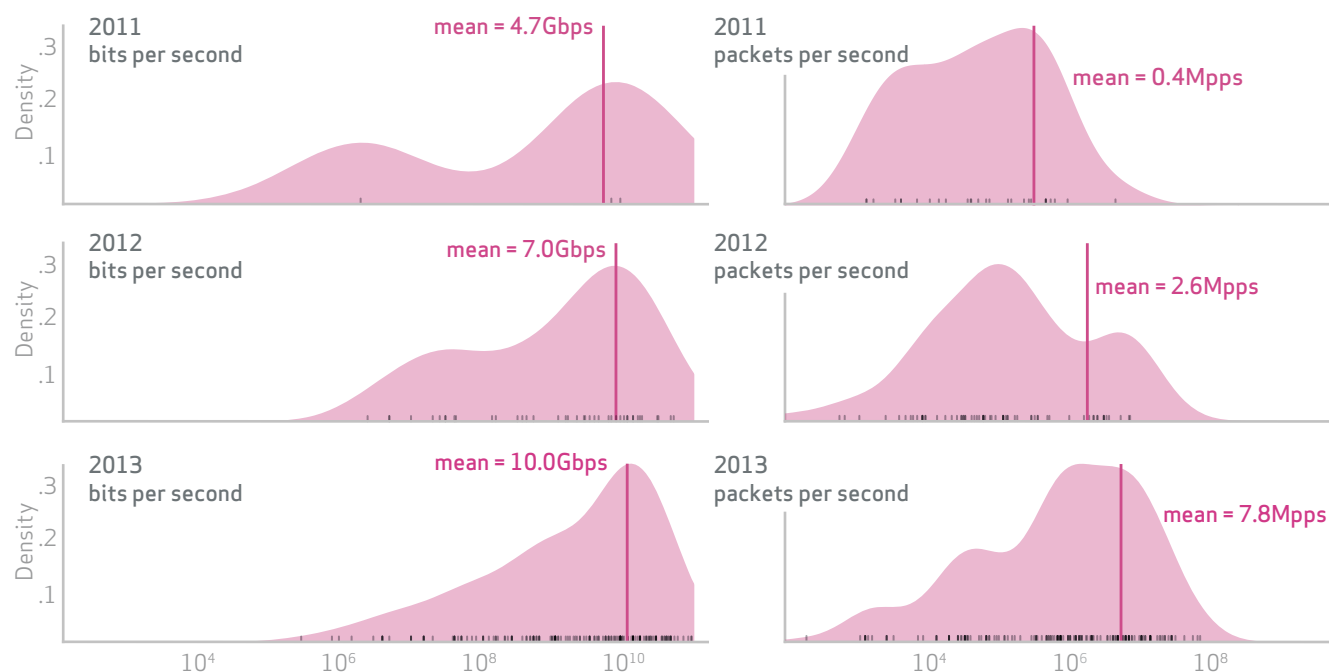 2011
bits per second
mean = 4.7Gbps
Density
.3
.2
.1
2011
packets per second
mean = 0.4Mpps
2012
bits per second
mean = 7.0Gbps
Density
.3
.2
.1
2012
packets per second
mean = 2.6Mpps
2013
bits per second
mean = 10.0Gbps
Density
.3
.2
.1
2013
packets per second
mean = 7.8Mpps
10⁴ 10⁶ 10⁸ 10¹⁰
10⁴ 10⁶ 10⁸